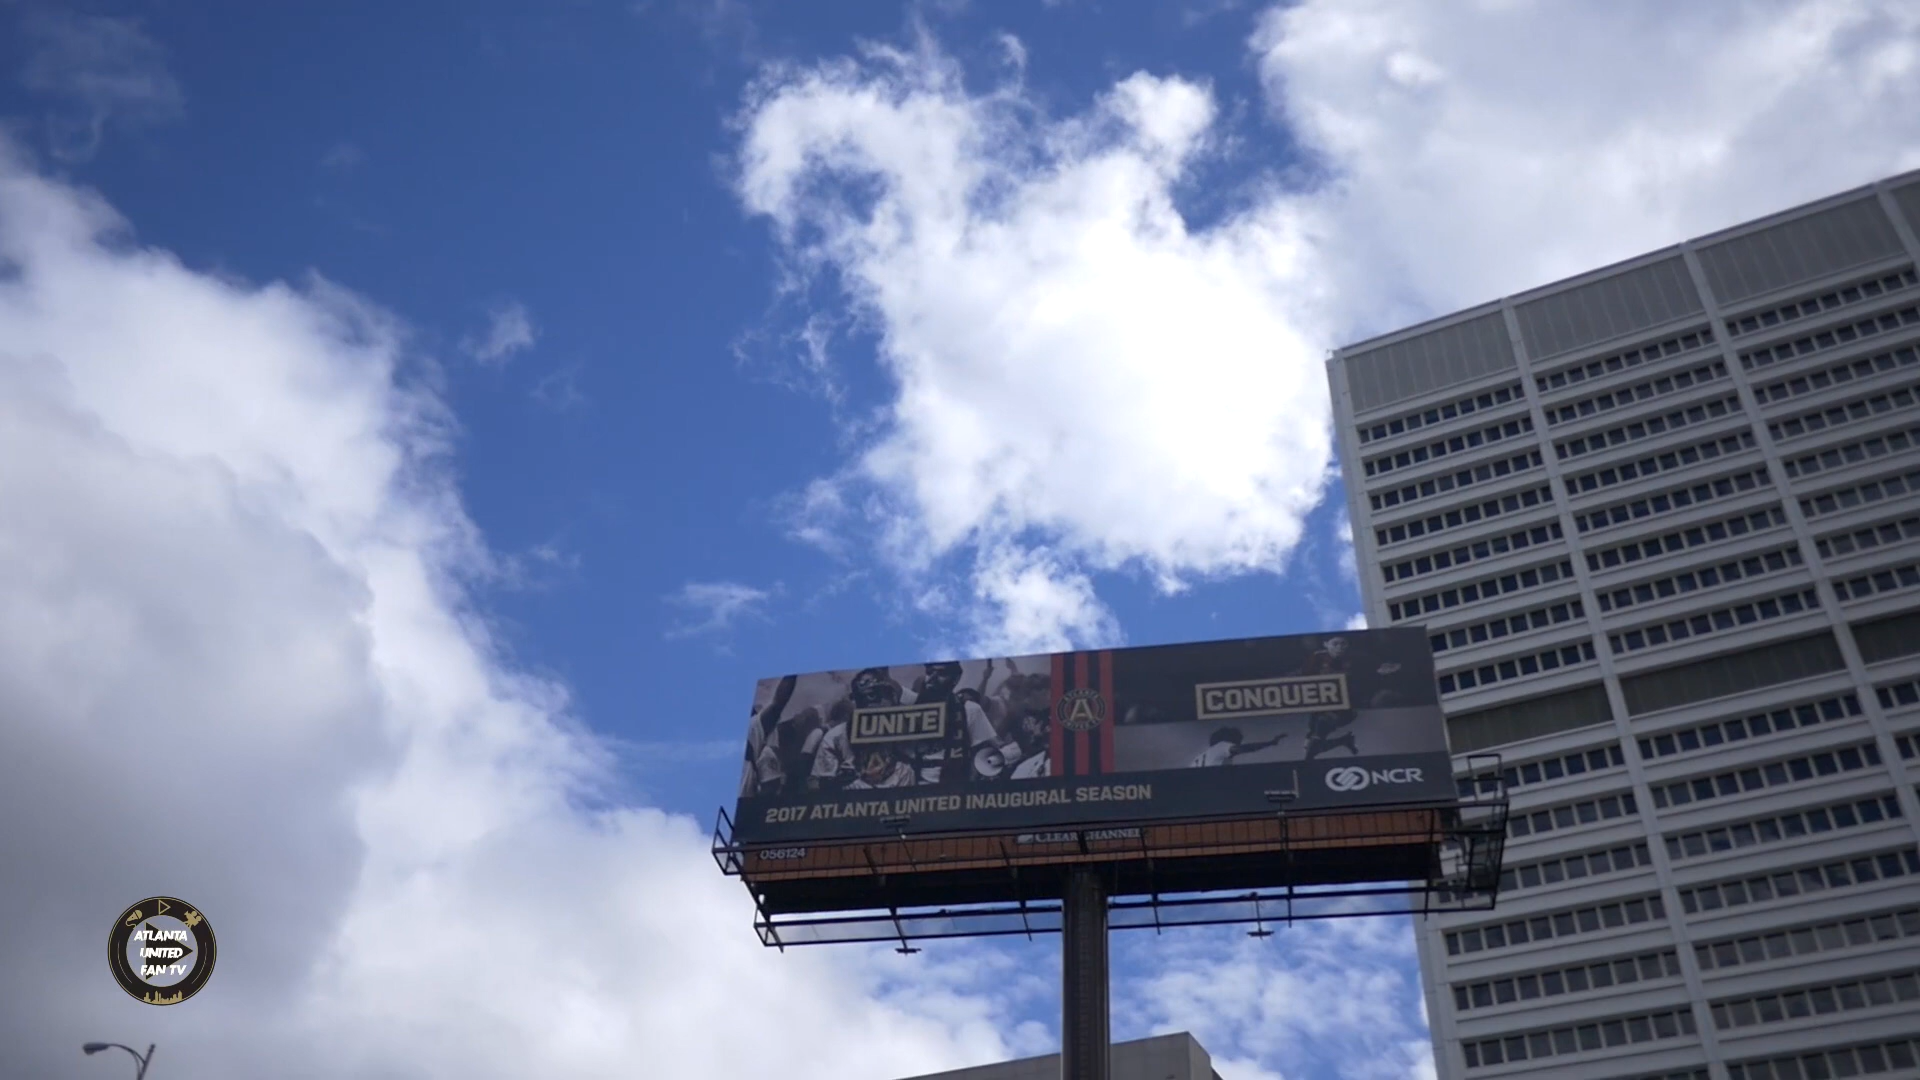 UNITE
A
CONQUER
2017 ATLANTA UNITED INAUGURAL SEASON
NCR
CLEAR CHANNEL
056124
ATLANTA
UNITED
FAN TV